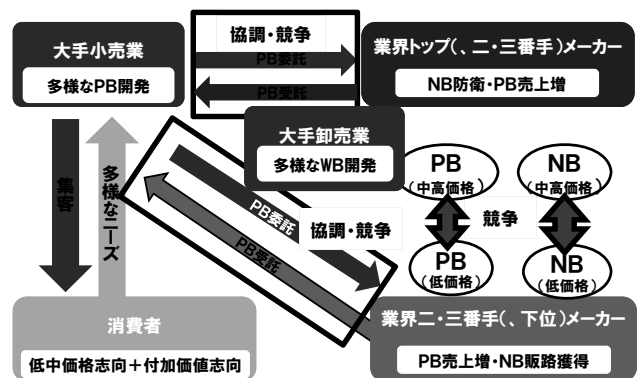 大手小売業
多様なPB開発
協調・競争
PB委託
PB受託
業界トップ(、二・三番手)メーカー
NB防衛・PB売上増
大手卸売業
多様なWB開発
集客
多様なニーズ
PB委託
PB受託
協調・競争
PB
(中高価格)
NB
(中高価格)
競争
PB
(低価格)
NB
(低価格)
消費者
低中価格志向+付加価値志向
業界二・三番手(、下位)メーカー
PB売上増・NB販路獲得